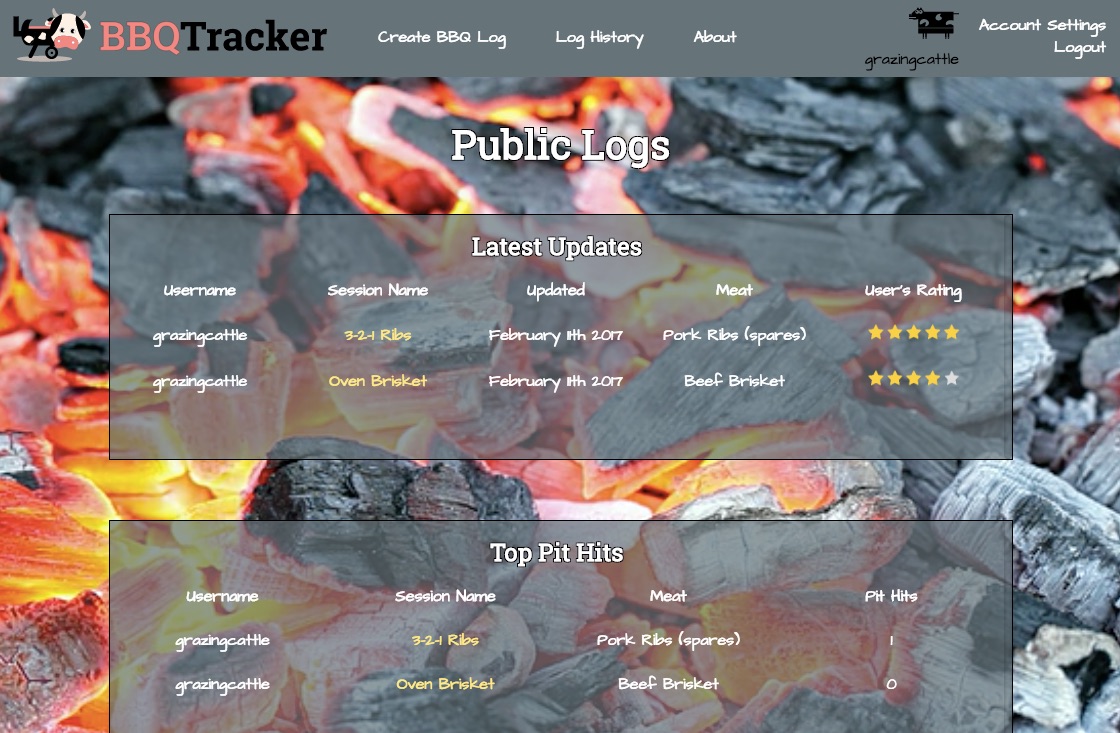 BBQTracker
Create BBQ Log
Log History
About
grazingcattle
Account Settings
Logout
Public Logs
Latest Updates
Username Session Name Updated Meat User's Rating
grazingcattle 3-2-1 Ribs February 11th 2017 Pork Ribs (spares)
grazingcattle Oven Brisket February 11th 2017 Beef Brisket
Top Pit Hits
Username Session Name Meat Pit Hits
grazingcattle 3-2-1 Ribs Pork Ribs (spares) 1
grazingcattle Oven Brisket Beef Brisket 0